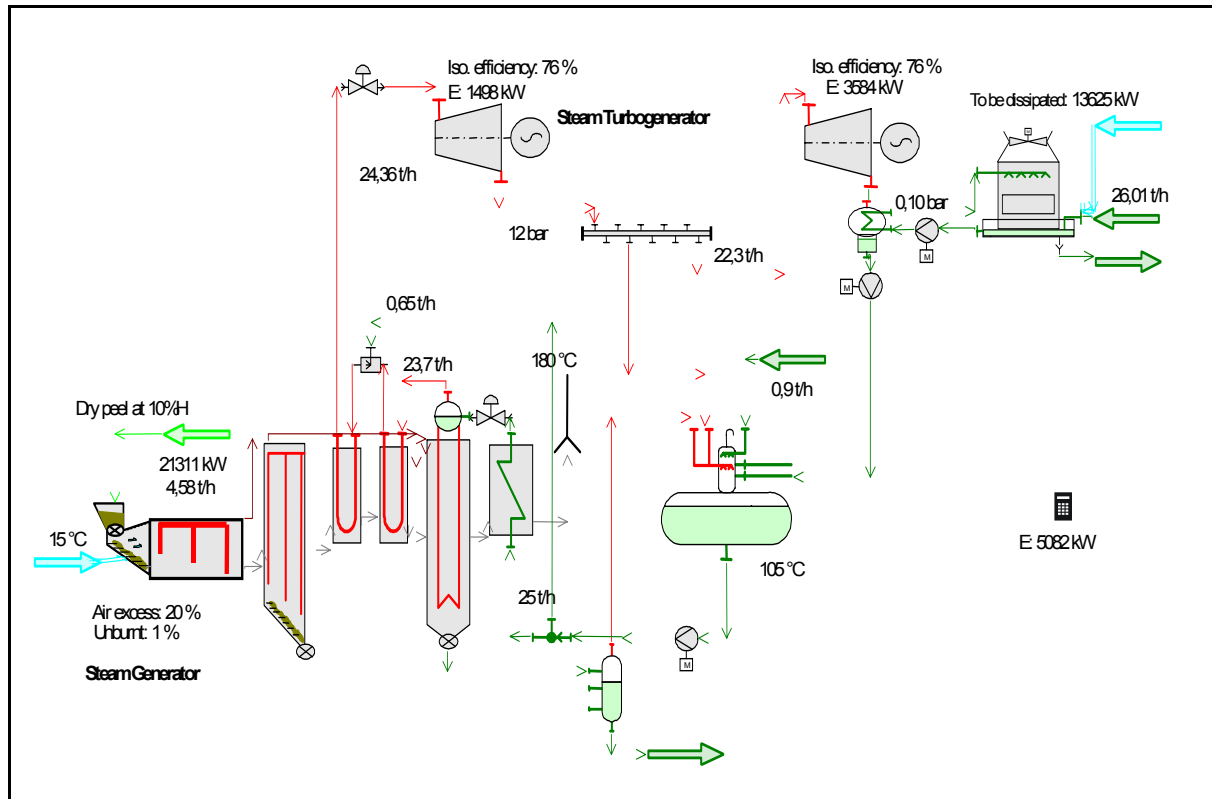 Iso. efficiency: 76 %
E: 1498 kW
Steam Turbogenerator
Iso. efficiency: 76 %
E: 3584 kW
To be dissipated: 13625 kW
M
24,36 t/h
12 bar
22,3 t/h
0,10 bar
26,01 t/h
M
M
0,65 t/h
23,7 t/h
180 °C
0,9 t/h
Dry peel at 10%H
21311 kW
4,58 t/h
15 °C
Air excess: 20 %
Unburnt: 1 %
Steam Generator
25 t/h
105 °C
M
E: 5082 kW